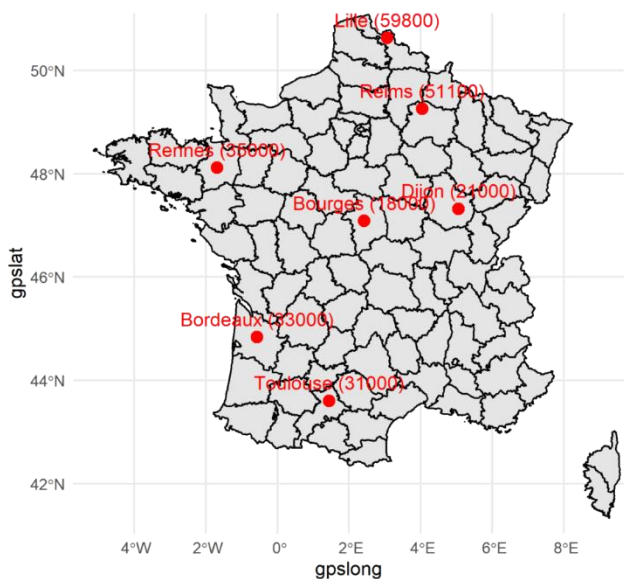 Lille (59800)
50°N
Reims (51100)
Rennes (35000)
48°N
Dijon (21000)
Bourges (18000)
46°N
Bordeaux (33000)
44°N
Toulouse (31000)
42°N
4°W 2°W 0° 2°E 4°E 6°E 8°E
gpslong
gpslat